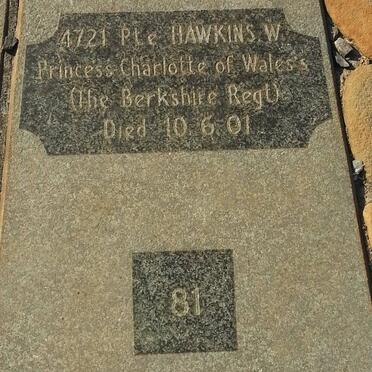 4721 Pte HAWKINS.W
Princess Charlotte of Wales's
(The Berkshire Regt)
Died 10.6.01
81